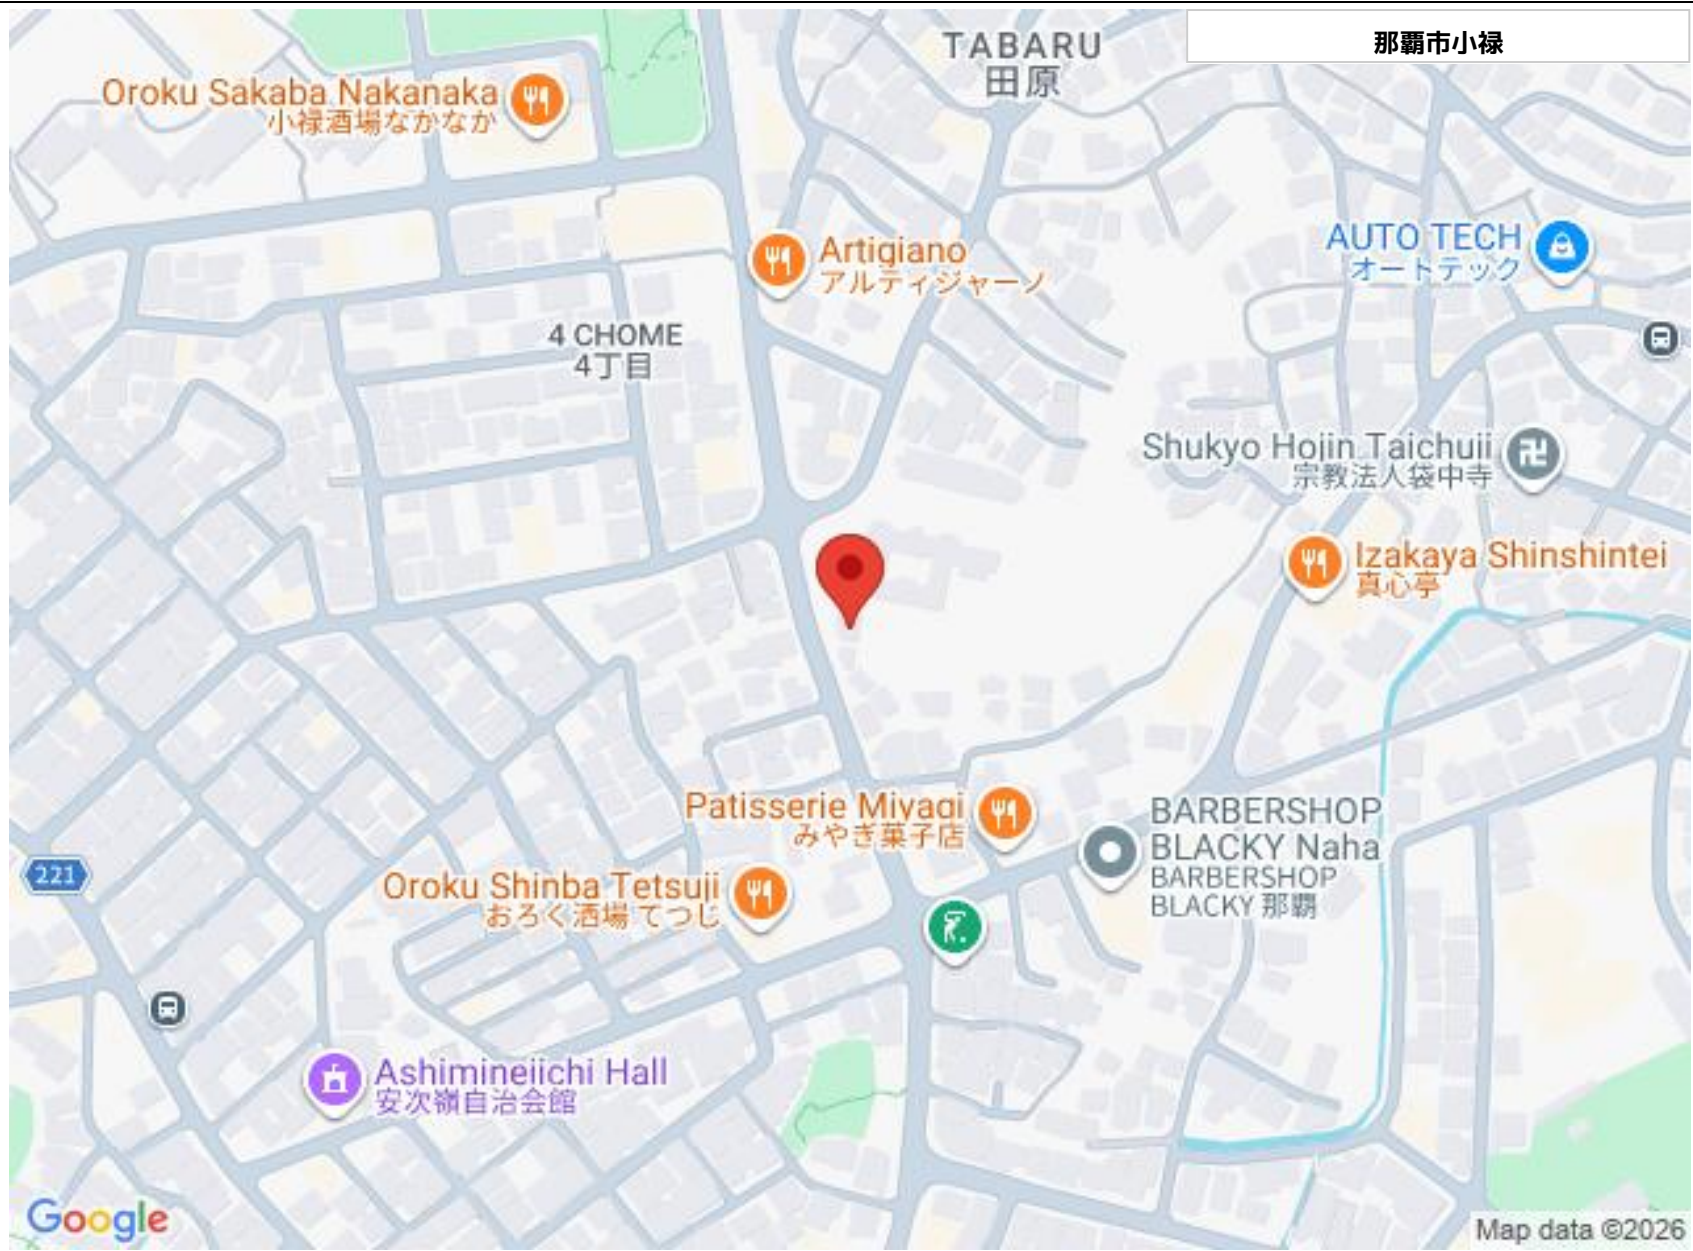 那覇市小禄
TABARU
田原
Oroku Sakaba Nakanaka
小禄酒場なかなか
Artigiano
アルティジャーノ
AUTO TECH
オートテック
4 CHOME
4丁目
Shukyo Hojin Taichuji
宗教法人袋中寺
Izakaya Shinshintei
真心亭
Patisserie Miyagi
みやぎ菓子店
BARBERSHOP
BLACKY Naha
BARBERSHOP
BLACKY 那覇
221
Oroku Shinba Tetsuji
おろく酒場 てつじ
Ashimineiichi Hall
安次嶺自治会館
Google
Map data ©2026